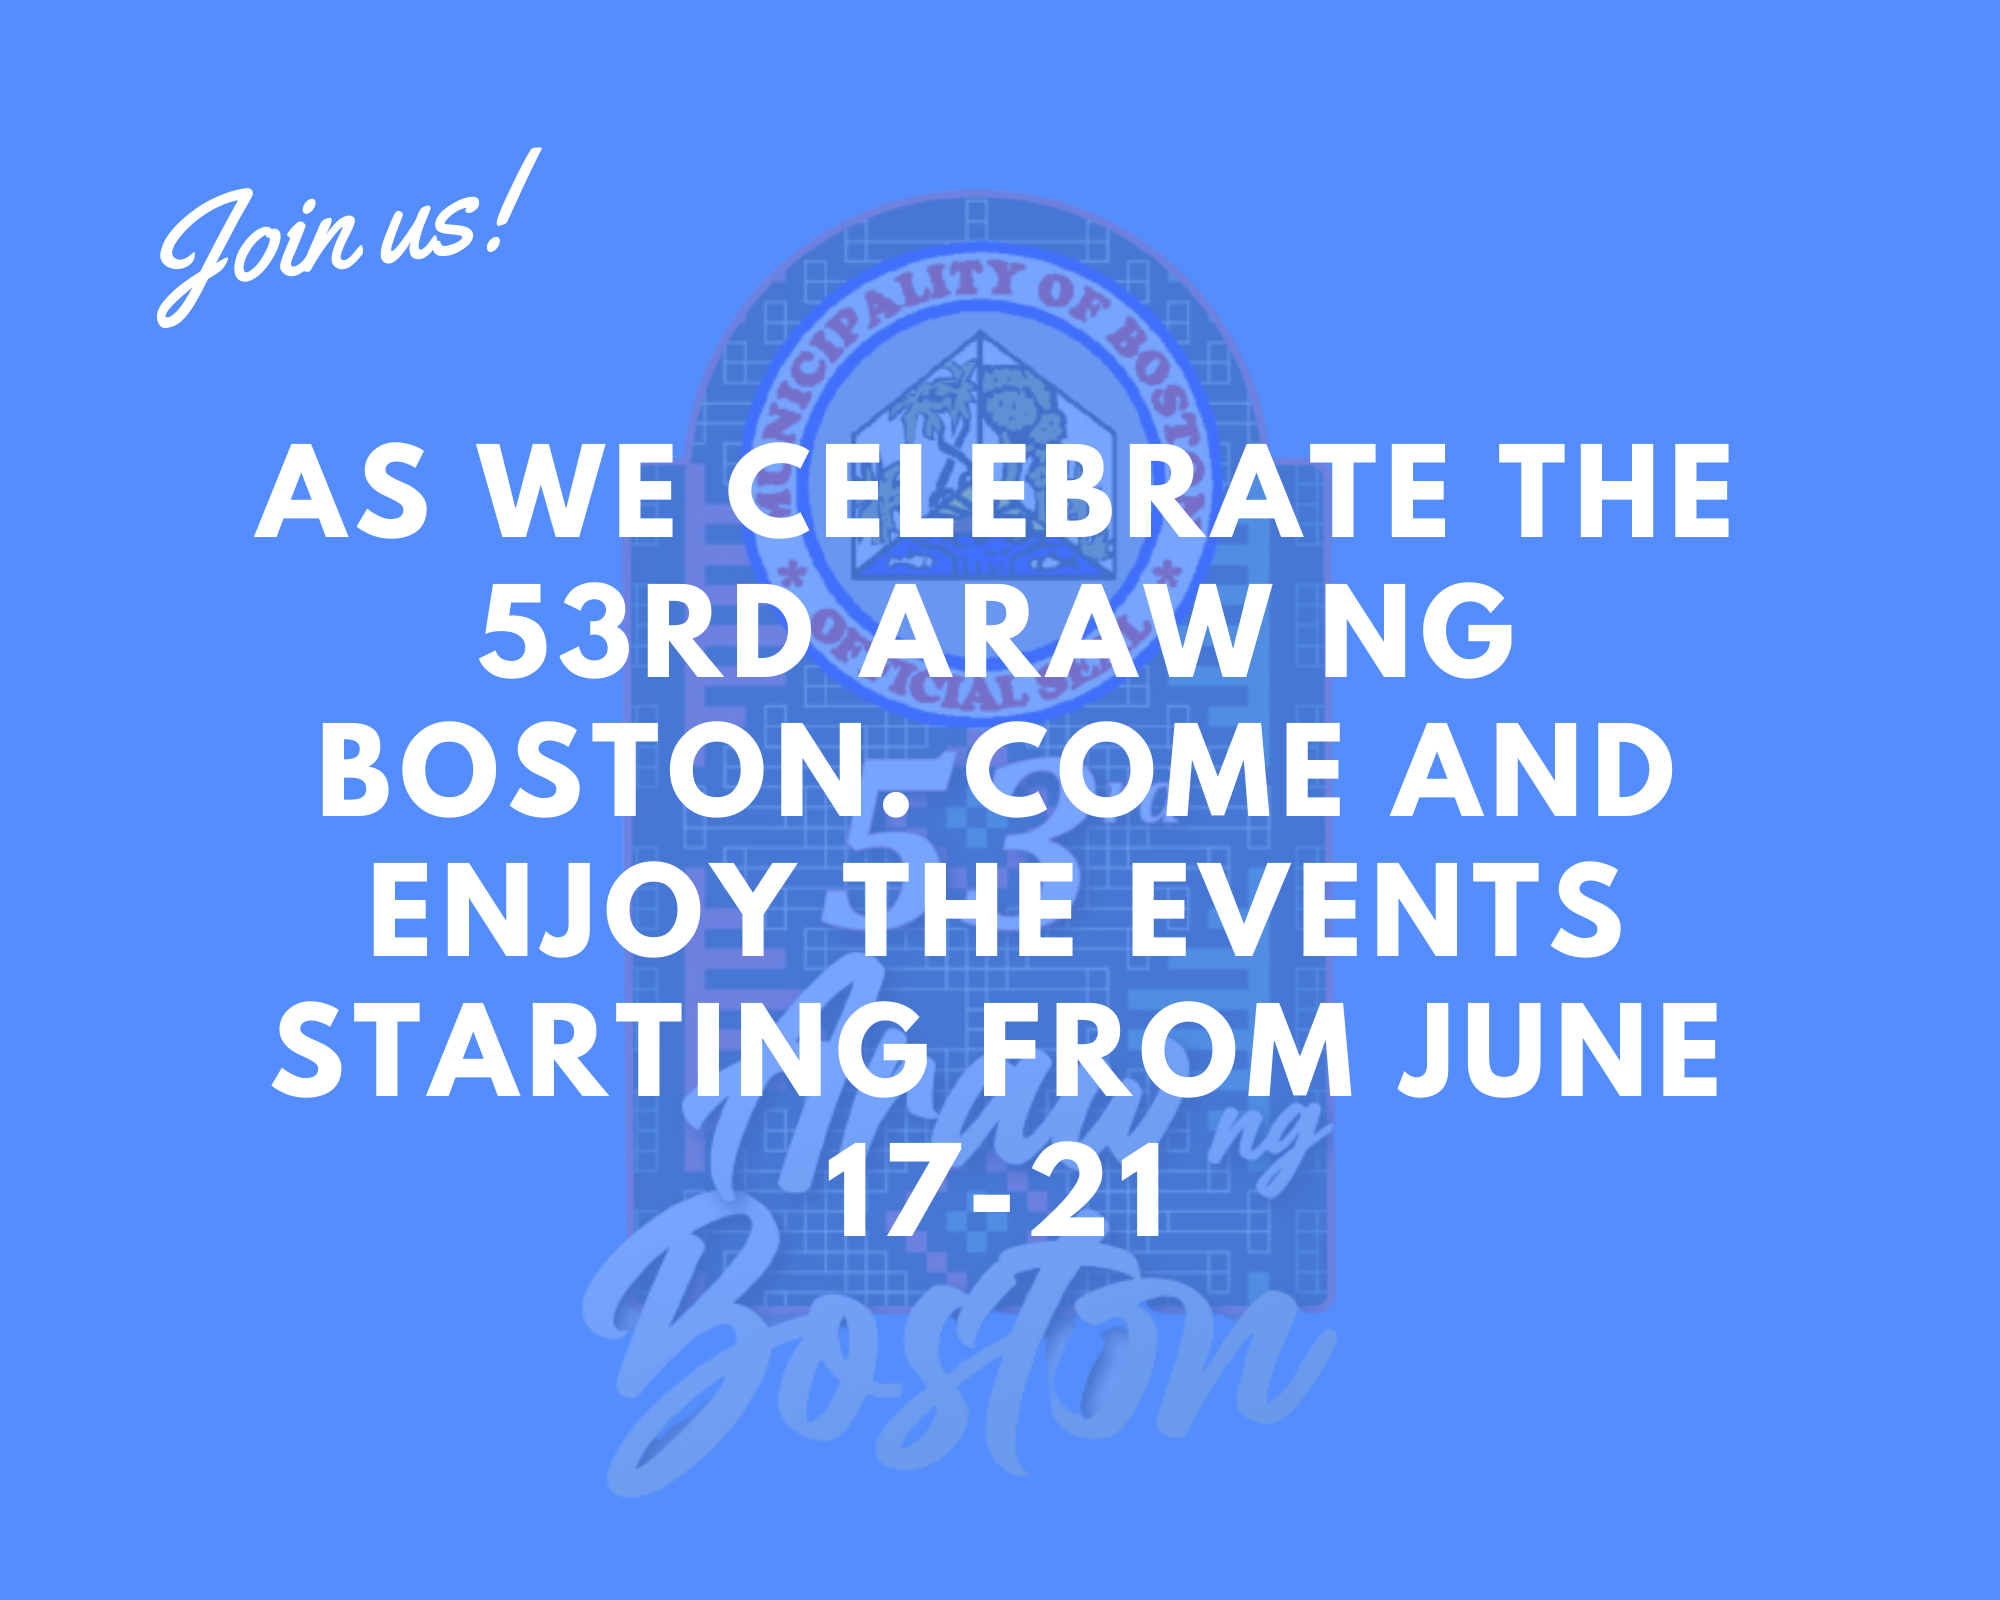 Join us!
MUNICIPALITY OF BOSTON
AS WE CELEBRATE THE
53RD ARAW NG
BOSTON. COME AND
ENJOY THE EVENTS
STARTING FROM JUNE
17-21
* OFFICIAL SEAL *
53rd
Araw ng
Boston